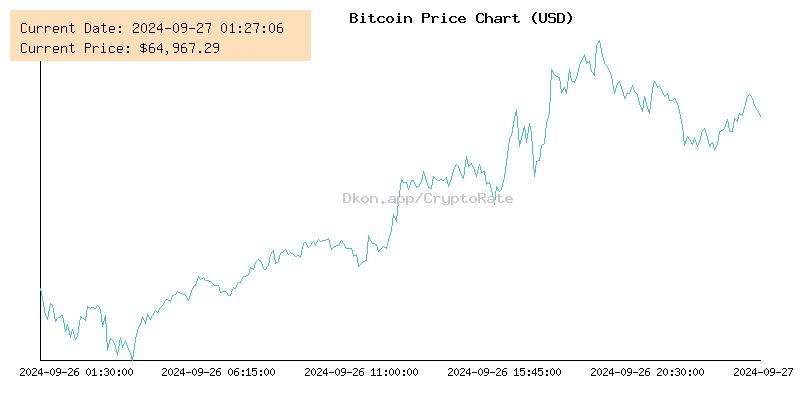 Bitcoin Price Chart (USD)
Current Date: 2024-09-27 01:27:06
Current Price: $64,967.29
Dkon.app/CryptoRate
2024-09-26 01:30:00 2024-09-26 06:15:00 2024-09-26 11:00:00 2024-09-26 15:45:00 2024-09-26 20:30:00 2024-09-27